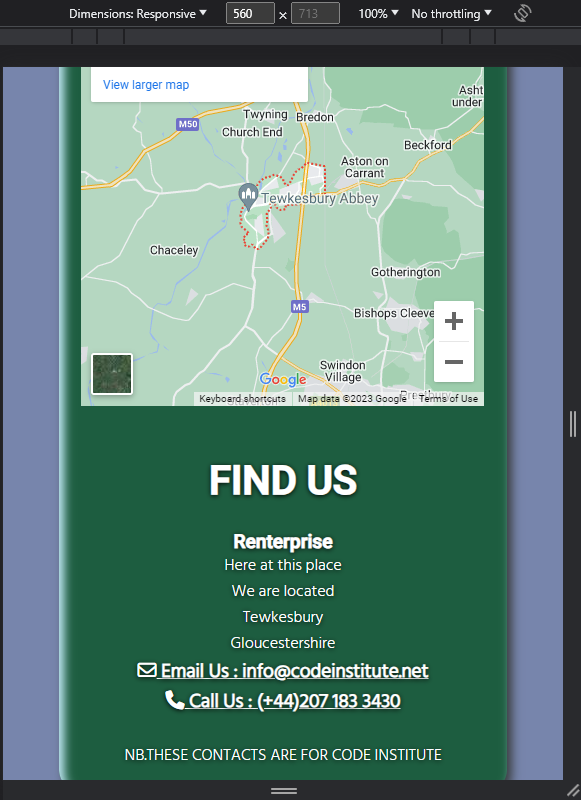 Dimensions: Responsive 560 × 713 100% No throttling
View larger map
Asht
under
Twyning
Bredon
M50
Church End
Beckford
Aston on
Carrant
Tewkesbury Abbey
Chaceley
Gotherington
M5
Bishops Cleeve
Swindon
Village
Google
Keyboard shortcuts Map data ©2023 Google Terms of Use
FIND US
Renterprise
Here at this place
We are located
Tewkesbury
Gloucestershire
Email Us : info@codeinstitute.net
Call Us : (+44)207 183 3430
NB.THESE CONTACTS ARE FOR CODE INSTITUTE